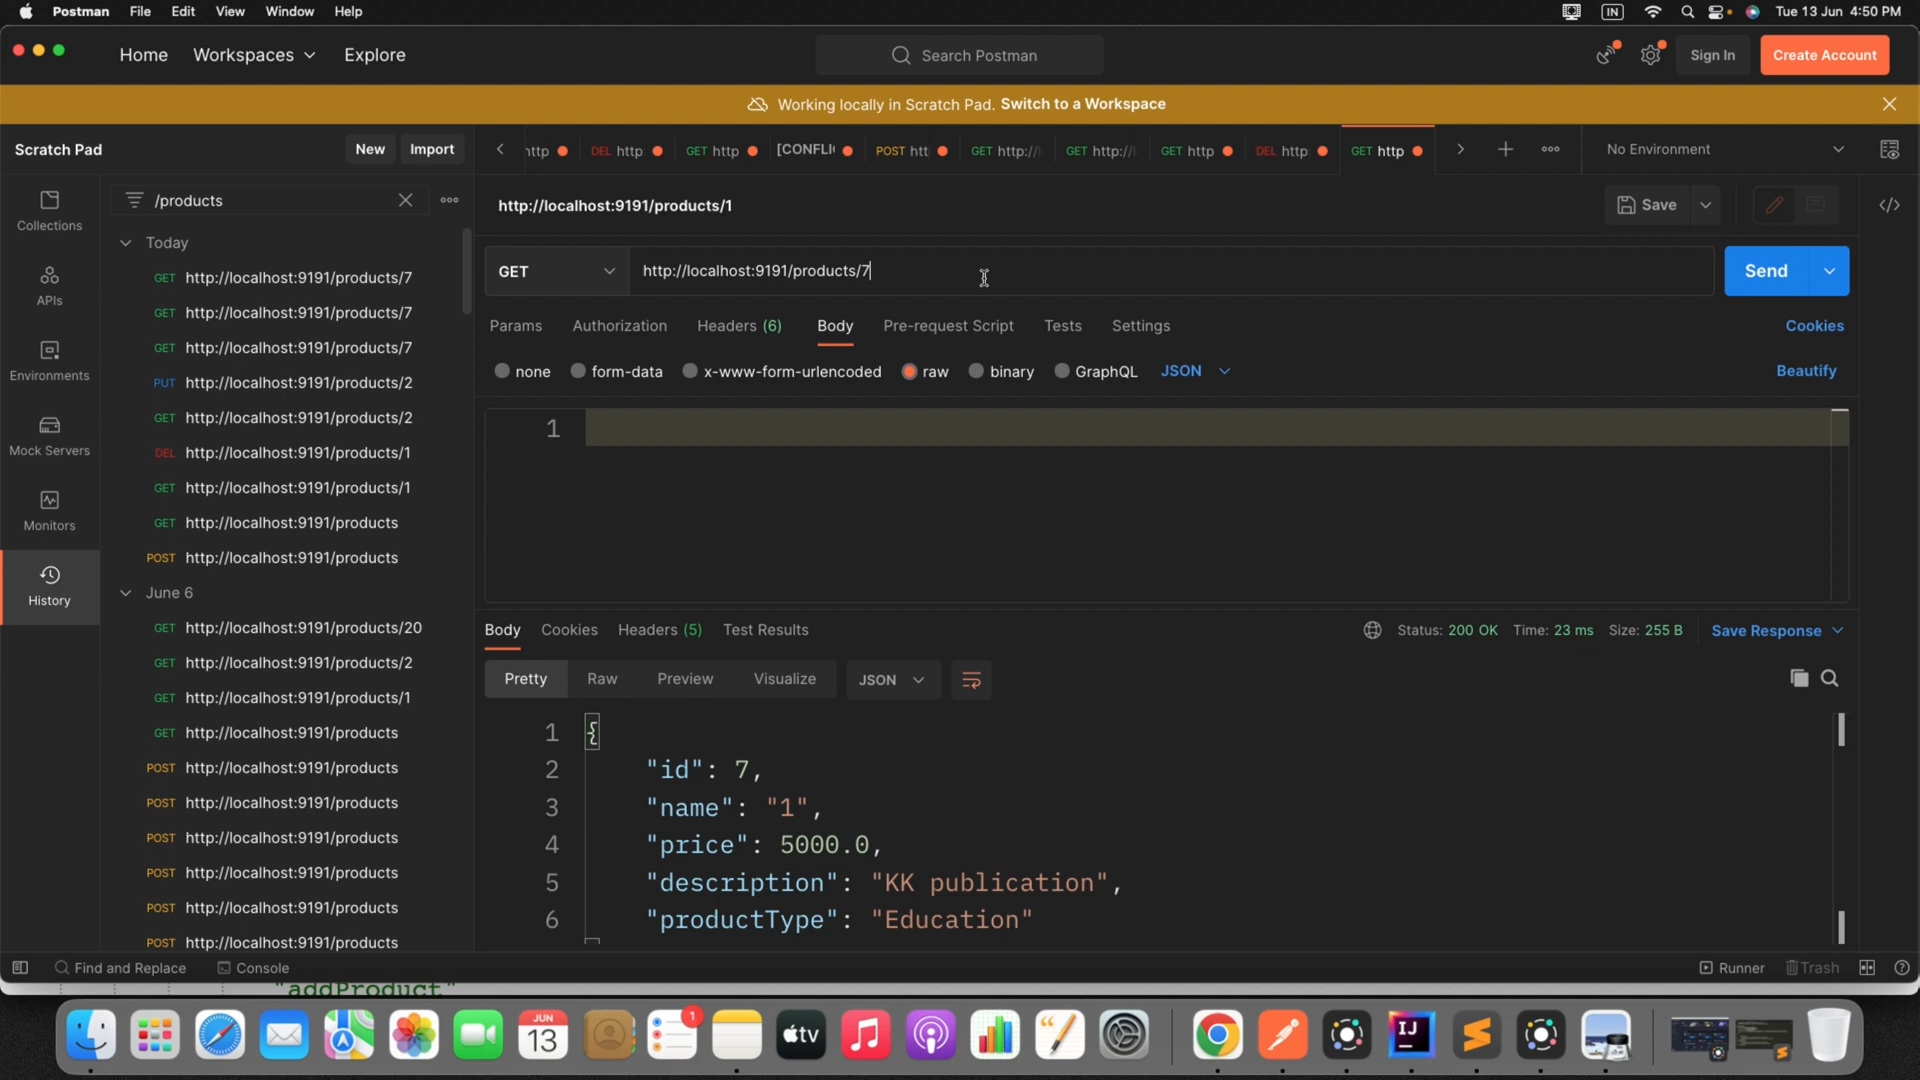 Postman File Edit View Window Help
IN Tue 13 Jun 4:50 PM
Home Workspaces Explore
Search Postman
Sign In Create Account
Working locally in Scratch Pad. Switch to a Workspace
Scratch Pad New Import
http DEL http GET http [CONFLI POST htt GET http:// GET http:// GET http DEL http GET http
No Environment
/products
Today
GET http://localhost:9191/products/7
GET http://localhost:9191/products/7
GET http://localhost:9191/products/7
PUT http://localhost:9191/products/2
GET http://localhost:9191/products/2
DEL http://localhost:9191/products/1
GET http://localhost:9191/products/1
GET http://localhost:9191/products
POST http://localhost:9191/products
June 6
GET http://localhost:9191/products/20
GET http://localhost:9191/products/2
GET http://localhost:9191/products/1
GET http://localhost:9191/products
POST http://localhost:9191/products
POST http://localhost:9191/products
POST http://localhost:9191/products
POST http://localhost:9191/products
POST http://localhost:9191/products
POST http://localhost:9191/products
Collections
APIs
Environments
Mock Servers
Monitors
History
http://localhost:9191/products/1
Save
GET http://localhost:9191/products/7
Send
Params Authorization Headers (6) Body Pre-request Script Tests Settings Cookies
none form-data x-www-form-urlencoded raw binary GraphQL JSON Beautify
1
Body Cookies Headers (5) Test Results
Status: 200 OK Time: 23 ms Size: 255 B Save Response
Pretty Raw Preview Visualize JSON
1 {
2 "id": 7,
3 "name": "1",
4 "price": 5000.0,
5 "description": "KK publication",
6 "productType": "Education"
Find and Replace Console
Runner Trash
"addProduct"
JUN
13
1
tv
IJ